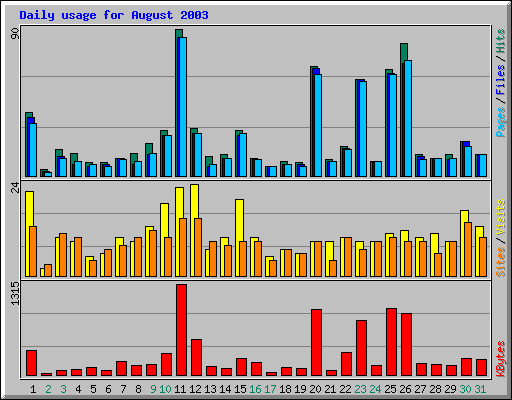 Daily usage for August 2003
90
Pages / Files / Hits
24
Sites / Visits
1315
KBytes
1 2 3 4 5 6 7 8 9 10 11 12 13 14 15 16 17 18 19 20 21 22 23 24 25 26 27 28 29 30 31